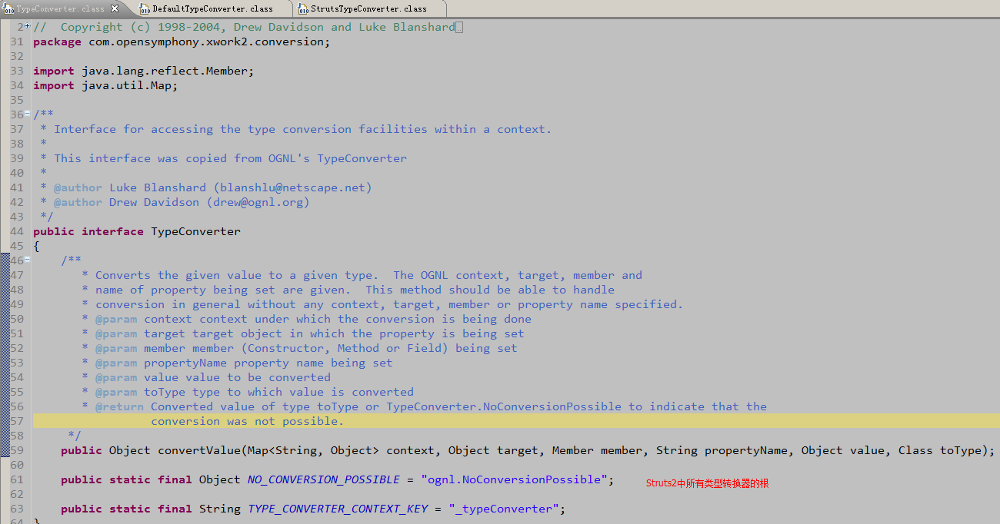 TypeConverter.class DefaultTypeConverter.class StrutsTypeConverter.class
2 // Copyright (c) 1998-2004, Drew Davidson and Luke Blanshard
31 package com.opensymphony.xwork2.conversion;
32
33 import java.lang.reflect.Member;
34 import java.util.Map;
35
36 /**
37  * Interface for accessing the type conversion facilities within a context.
38  *
39  * This interface was copied from OGNL's TypeConverter
40  *
41  * @author Luke Blanshard (blanshlu@netscape.net)
42  * @author Drew Davidson (drew@ognl.org)
43  */
44 public interface TypeConverter
45 {
46     /**
47      * Converts the given value to a given type.  The OGNL context, target, member and
48      * name of property being set are given.  This method should be able to handle
49      * conversion in general without any context, target, member or property name specified.
50      * @param context context under which the conversion is being done
51      * @param target target object in which the property is being set
52      * @param member member (Constructor, Method or Field) being set
53      * @param propertyName property name being set
54      * @param value value to be converted
55      * @param toType type to which value is converted
56      * @return Converted value of type toType or TypeConverter.NoConversionPossible to indicate that the
57                conversion was not possible.
58      */
59     public Object convertValue(Map<String, Object> context, Object target, Member member, String propertyName, Object value, Class toType);
60
61     public static final Object NO_CONVERSION_POSSIBLE = "ognl.NoConversionPossible"; Struts2中所有类型转换器的根
62
63     public static final String TYPE_CONVERTER_CONTEXT_KEY = "_typeConverter";
64 }